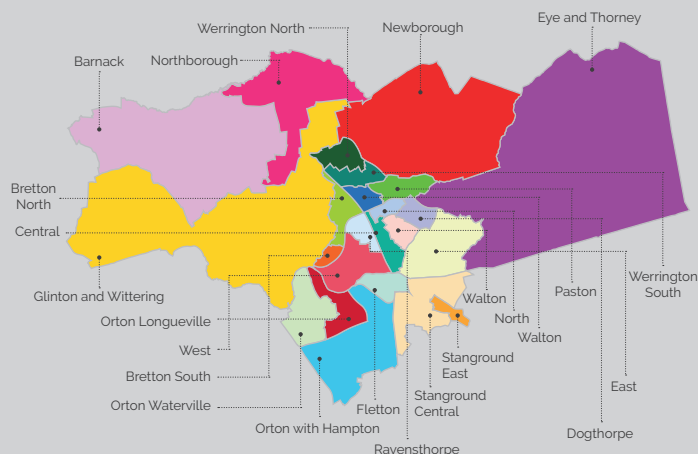 Eye and Thorney
Werrington North
Newborough
Northborough
Barnack
Bretton
North
Central
Glinton and Wittering
Orton Longueville
West
Bretton South
Orton Waterville
Orton with Hampton
Fletton
Ravensthorpe
Stanground
Central
Stanground
East
Walton
North
Walton
Paston
Werrington
South
East
Dogthorpe